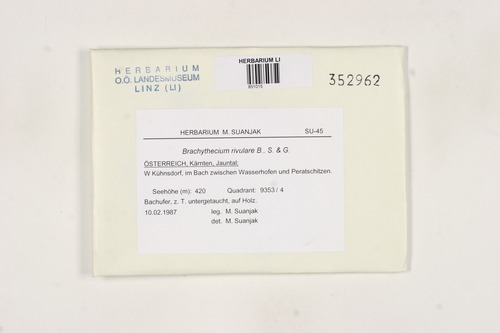 HERBARIUM
O.Ö. LANDESMUSEUM
LINZ (LI)
HERBARIUM LI
352962
HERBARIUM M. SUANJAK SU-45
Brachythecium rivulare B., S. & G.
ÖSTERREICH, Kärnten, Jauntal:
W Kühnsdorf, im Bach zwischen Wasserhofen und Peratschitzen.
Seehöhe (m): 420 Quadrant: 9353 / 4
Bachufer, z. T. untergetaucht, auf Holz.
10.02.1987 leg. M. Suanjak
det. M. Suanjak